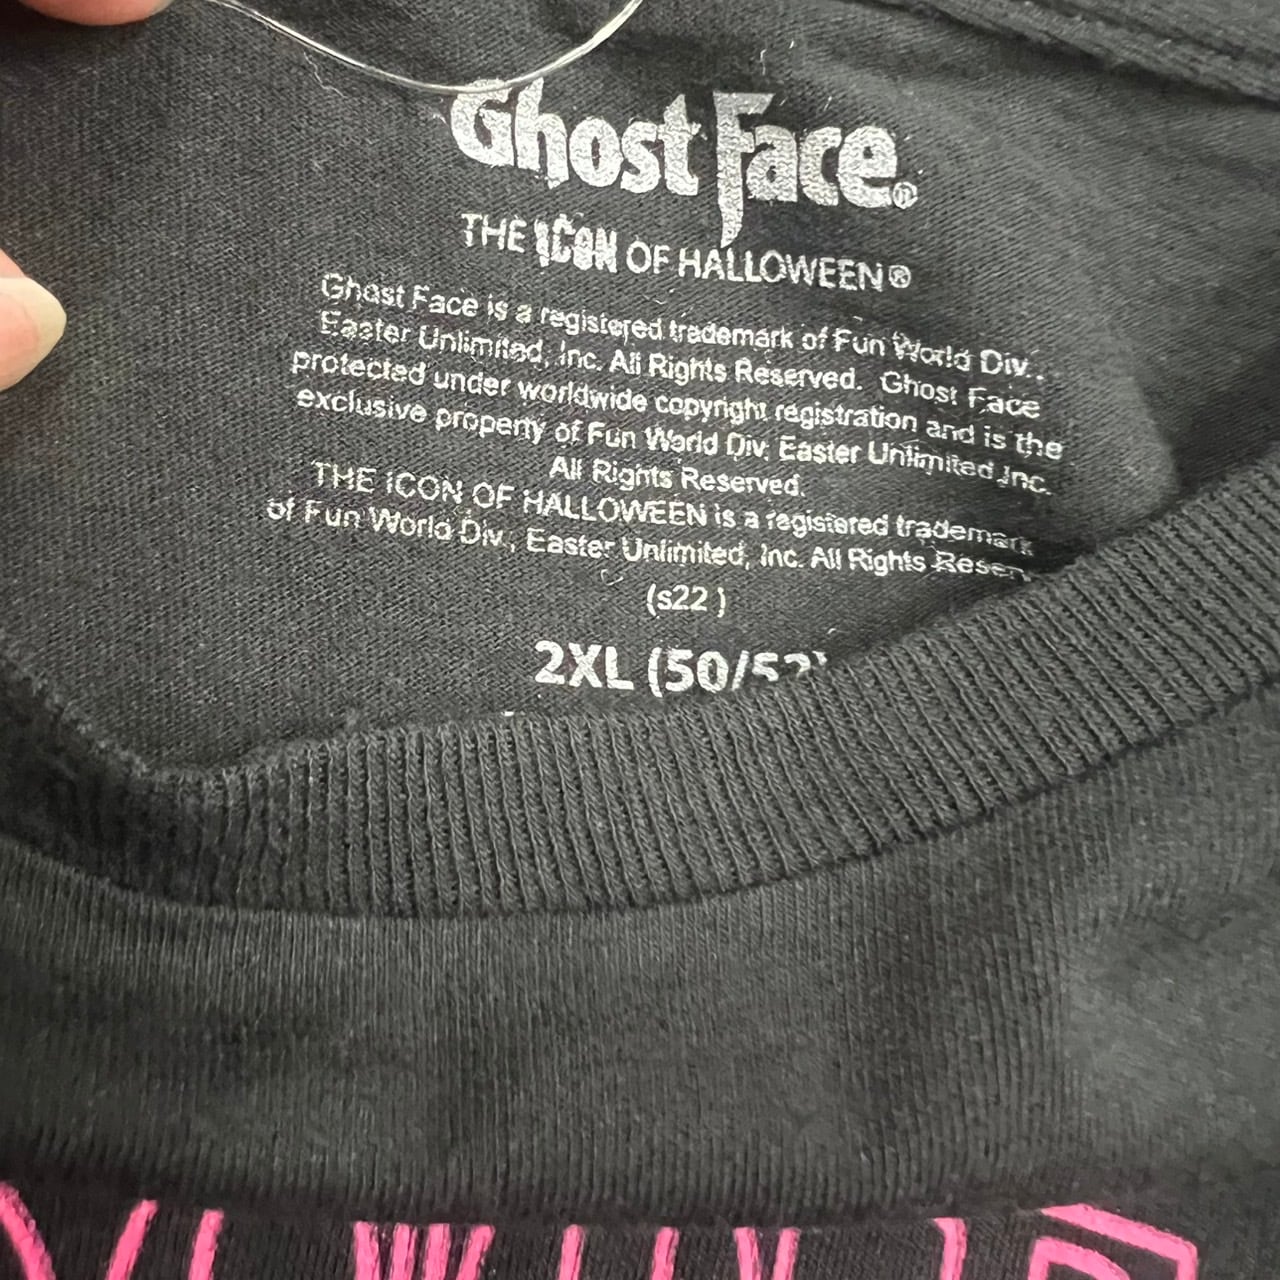 Ghost Face®
THE ICON OF HALLOWEEN®
Ghost Face is a registered trademark of Fun World Div.,
Easter Unlimited, Inc. All Rights Reserved. Ghost Face
protected under worldwide copyright registration and is the
exclusive property of Fun World Div, Easter Unlimited, Inc.
All Rights Reserved.
THE ICON OF HALLOWEEN is a registered trademark
of Fun World Div., Easter Unlimited, Inc. All Rights Reserv
(s22 )
2XL (50/52)